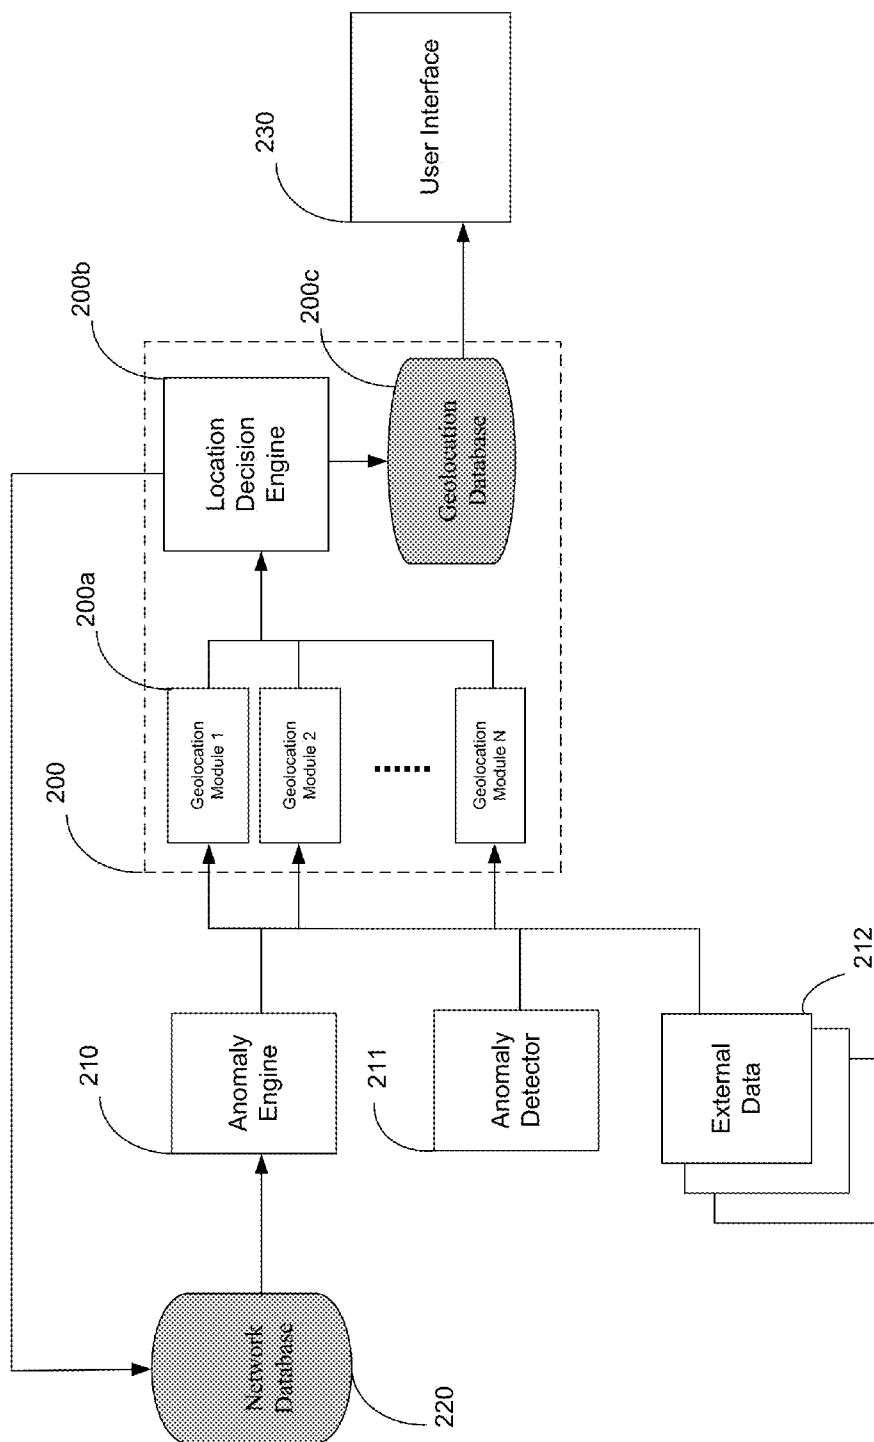 220
Network
Database
210
Anomaly
Engine
211
Anomaly
Detector
212
External
Data
200
200a
Geolocation
Module 1
Geolocation
Module 2
......
Geolocation
Module N
200b
Location
Decision
Engine
200c
Geolocation
Database
230
User Interface